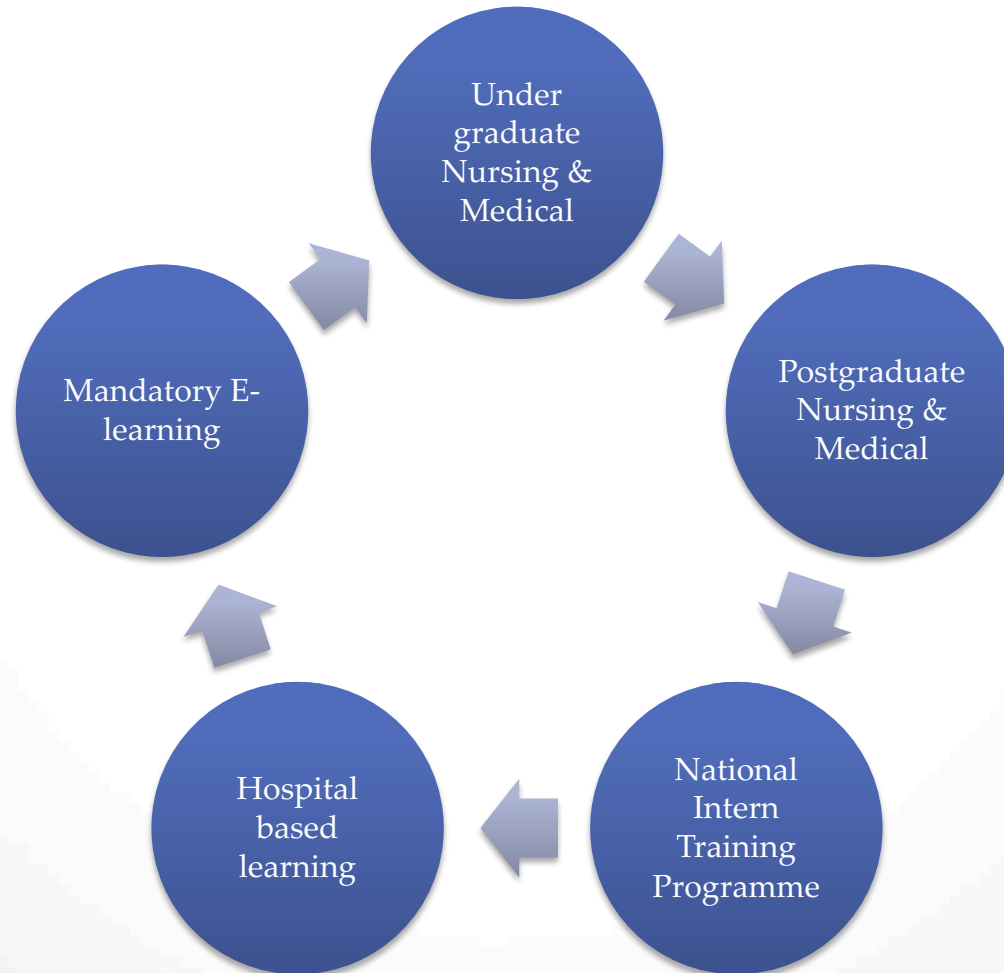 Under
graduate
Nursing &
Medical
Postgraduate
Nursing &
Medical
National
Intern
Training
Programme
Hospital
based
learning
Mandatory E-
learning